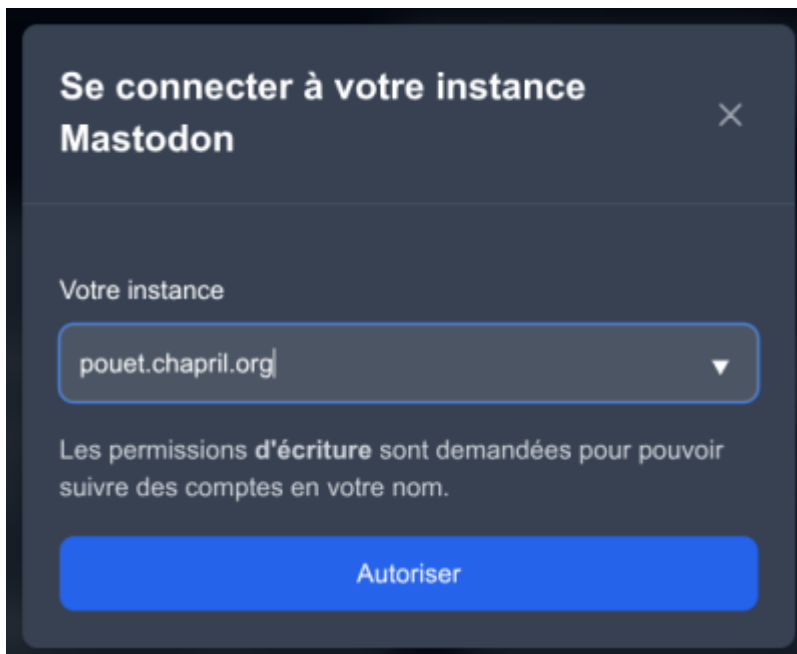 Se connecter à votre instance
Mastodon
Votre instance
pouet.chapril.org
Les permissions d'écriture sont demandées pour pouvoir
suivre des comptes en votre nom.
Autoriser